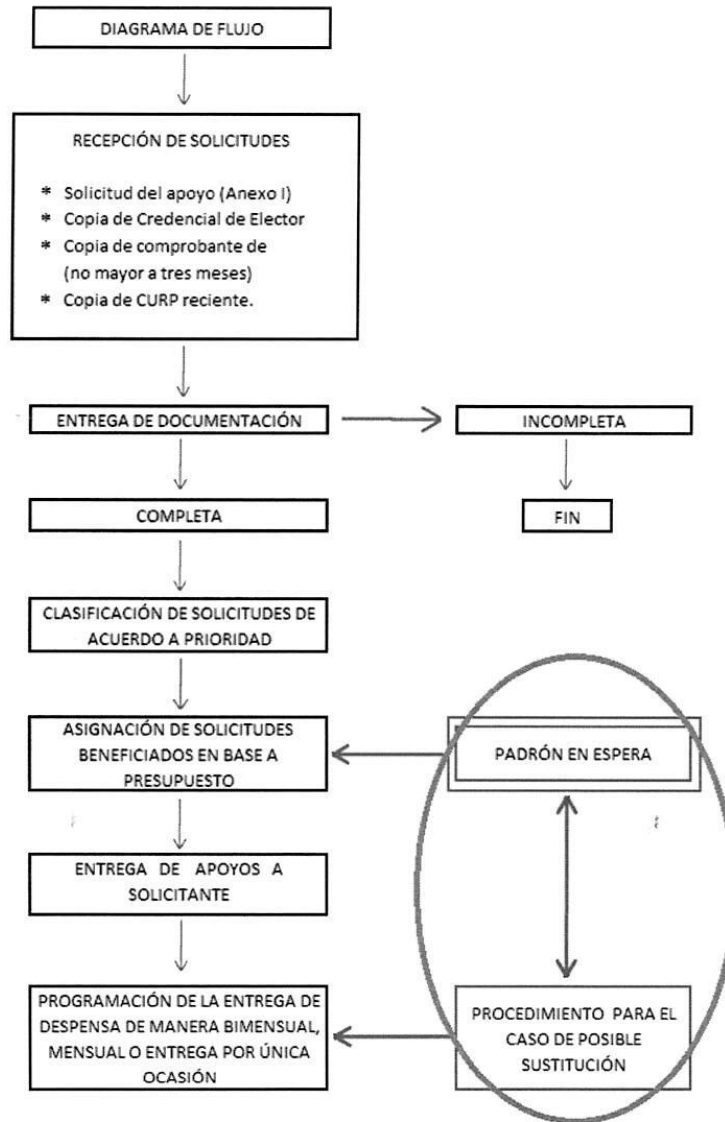 DIAGRAMA DE FLUJO
RECEPCIÓN DE SOLICITUDES
* Solicitud del apoyo (Anexo I)
* Copia de Credencial de Elector
* Copia de comprobante de
(no mayor a tres meses)
* Copia de CURP reciente.
ENTREGA DE DOCUMENTACIÓN
INCOMPLETA
COMPLETA
FIN
CLASIFICACIÓN DE SOLICITUDES DE
ACUERDO A PRIORIDAD
ASIGNACIÓN DE SOLICITUDES
BENEFICIADOS EN BASE A
PRESUPUESTO
PADRÓN EN ESPERA
ENTREGA DE APOYOS A
SOLICITANTE
PROGRAMACIÓN DE LA ENTREGA DE
DESPENSA DE MANERA BIMENSUAL,
MENSUAL O ENTREGA POR ÚNICA
OCASIÓN
PROCEDIMIENTO PARA EL
CASO DE POSIBLE
SUSTITUCIÓN